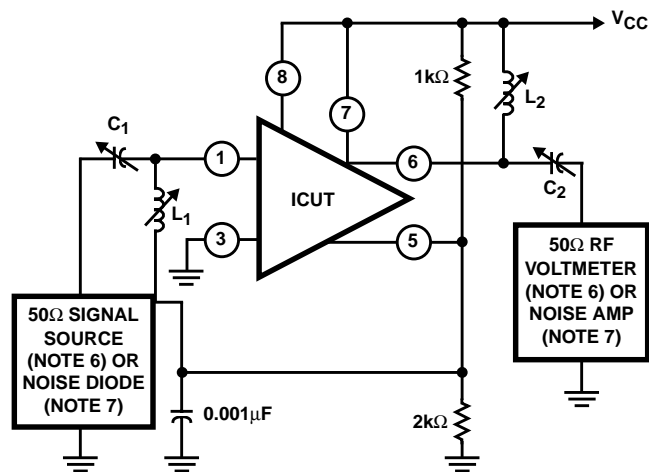 VCC
8
1kΩ
7
L2
C1
1
6
C2
L1
ICUT
3
5
50Ω SIGNAL
SOURCE
(NOTE 6) OR
NOISE DIODE
(NOTE 7)
50Ω RF
VOLTMETER
(NOTE 6) OR
NOISE AMP
(NOTE 7)
0.001μF
2kΩ